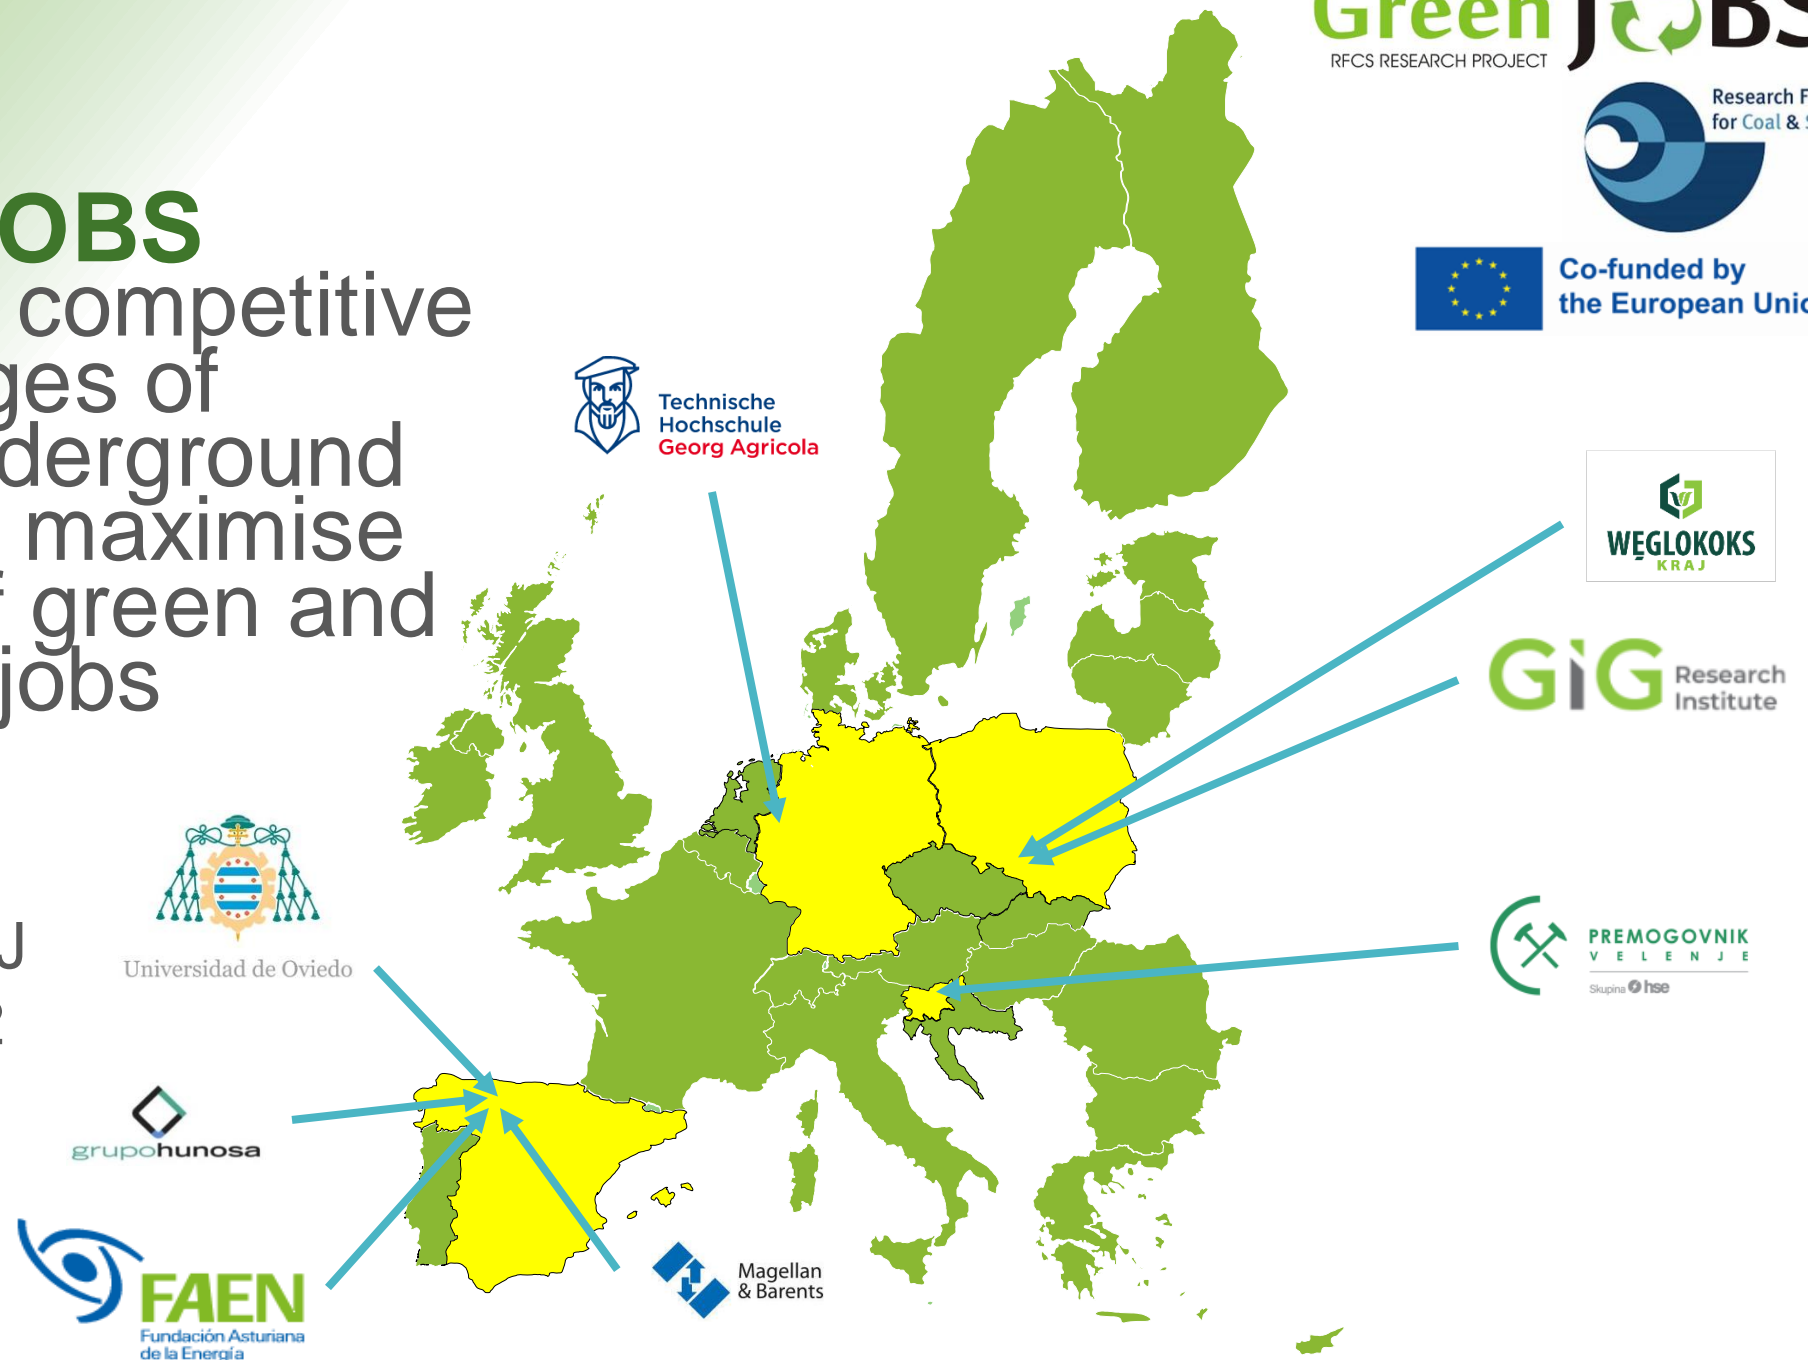 Green JOBS
RFCS RESEARCH PROJECT
Research F
for Coal & S
Co-funded by
the European Unio
OBS
competitive
ges of
derground
maximise
f green and
jobs
J
2
Technische
Hochschule
Georg Agricola
WĘGLOKOKS
KRAJ
GiG Research
Institute
PREMOGOVNIK
VELENJE
Skupina hse
Universidad de Oviedo
grupohunosa
FAEN
Fundación Asturiana
de la Energía
Magellan
& Barents